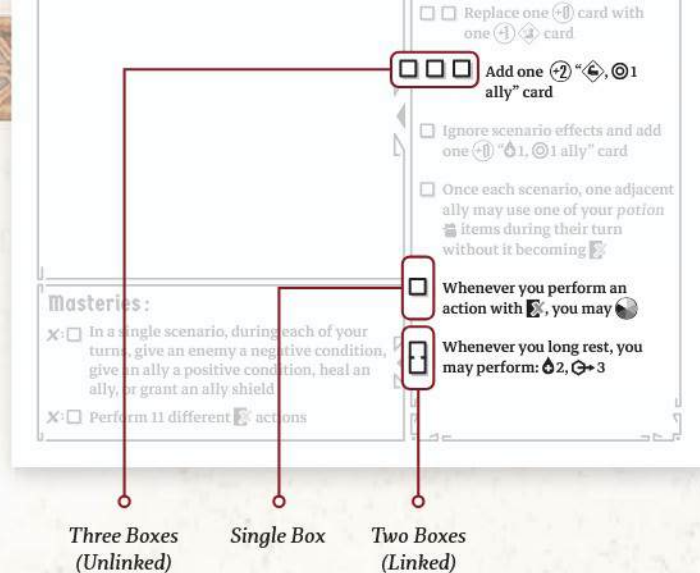 Replace one +0 card with
one +1 card
Add one +2 “ , 1
ally” card
Ignore scenario effects and add
one +0 “ 1, 1 ally” card
Once each scenario, one adjacent
ally may use one of your potion
items during their turn
without it becoming
Whenever you perform an
action with , you may
Whenever you long rest, you
may perform: 2, 3
Masteries:
X: In a single scenario, during each of your
turns, give an enemy a negative condition,
give an ally a positive condition, heal an
ally, or grant an ally shield
X: Perform 11 different actions
Three Boxes
(Unlinked)
Single Box
Two Boxes
(Linked)